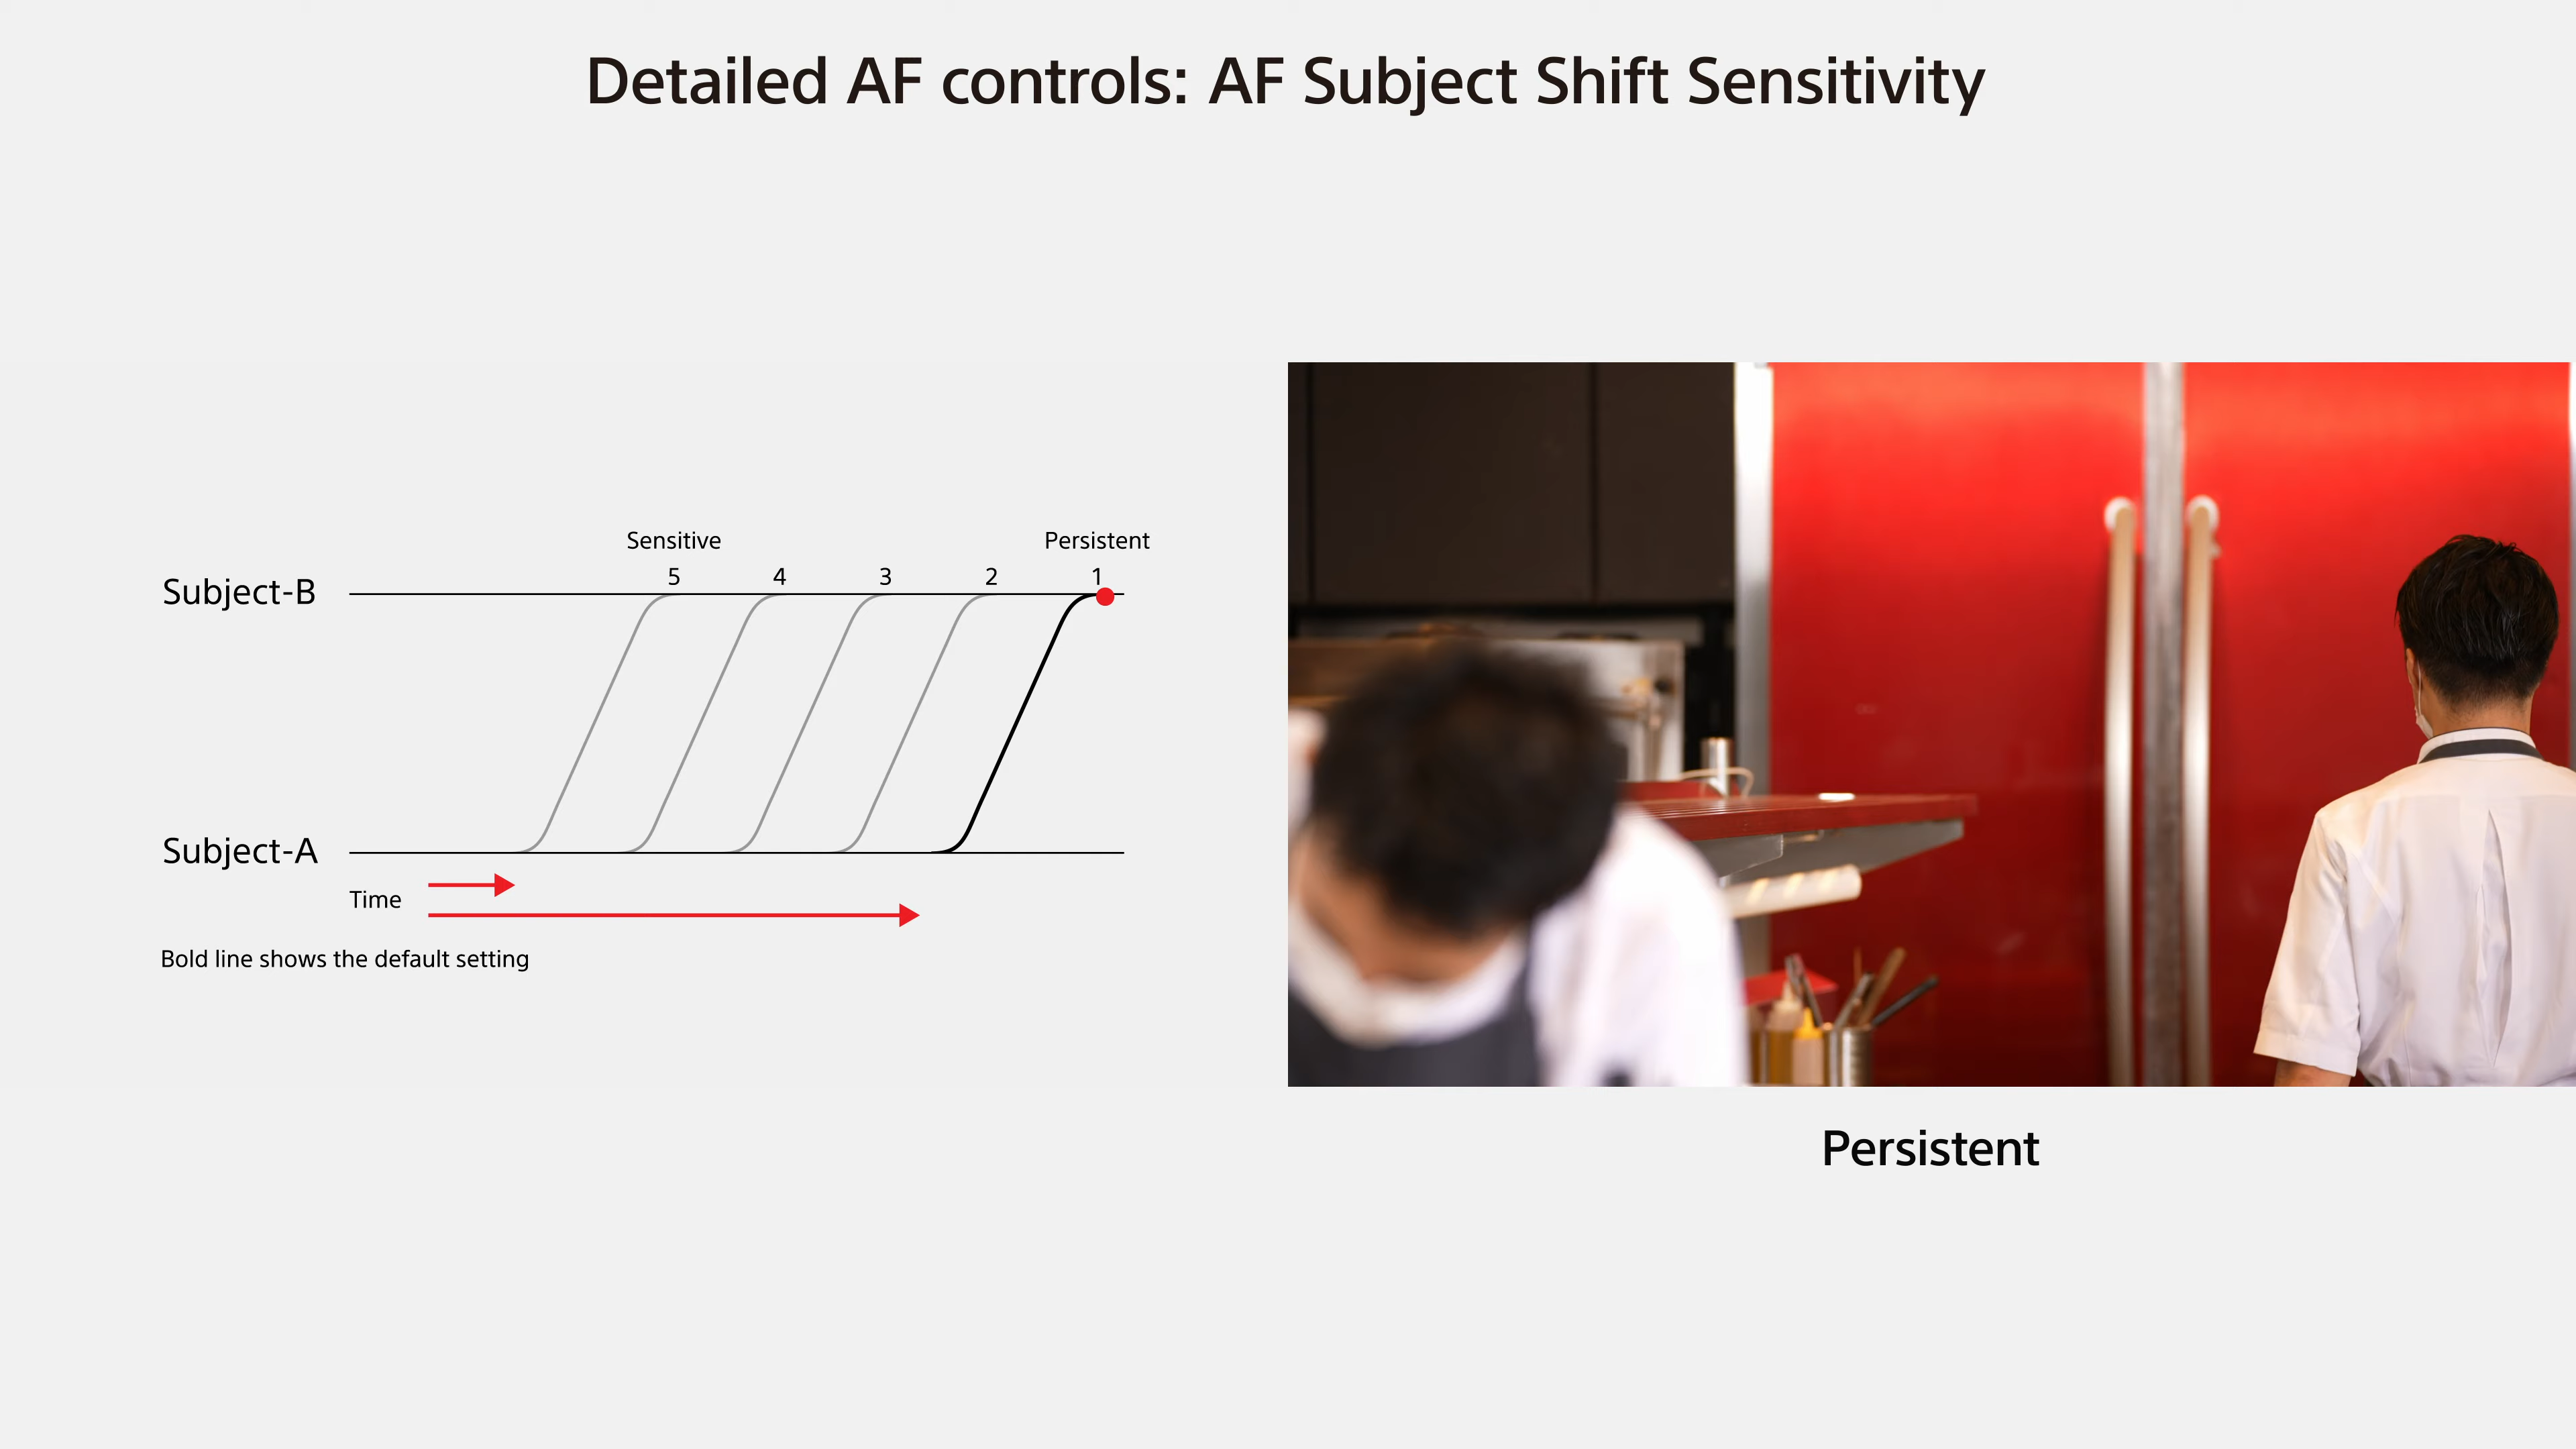 Detailed AF controls: AF Subject Shift Sensitivity
Sensitive Persistent
5 4 3 2 1
Subject-B
Subject-A
Time
Bold line shows the default setting
Persistent